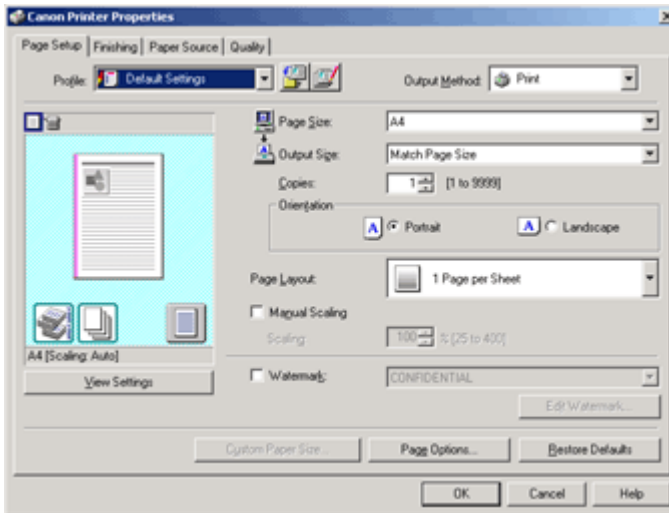 Canon Printer Properties
Page Setup Finishing Paper Source Quality
Profile: Default Settings Output Method: Print
Page Size: A4
Output Size: Match Page Size
Copies: 1 [1 to 9999]
Orientation
A Portrait A Landscape
Page Layout: 1 Page per Sheet
Manual Scaling
Scaling: 100 % [25 to 400]
A4 [Scaling: Auto]
View Settings
Watermark: CONFIDENTIAL
Edit Watermark...
Custom Paper Size... Page Options... Restore Defaults
OK Cancel Help